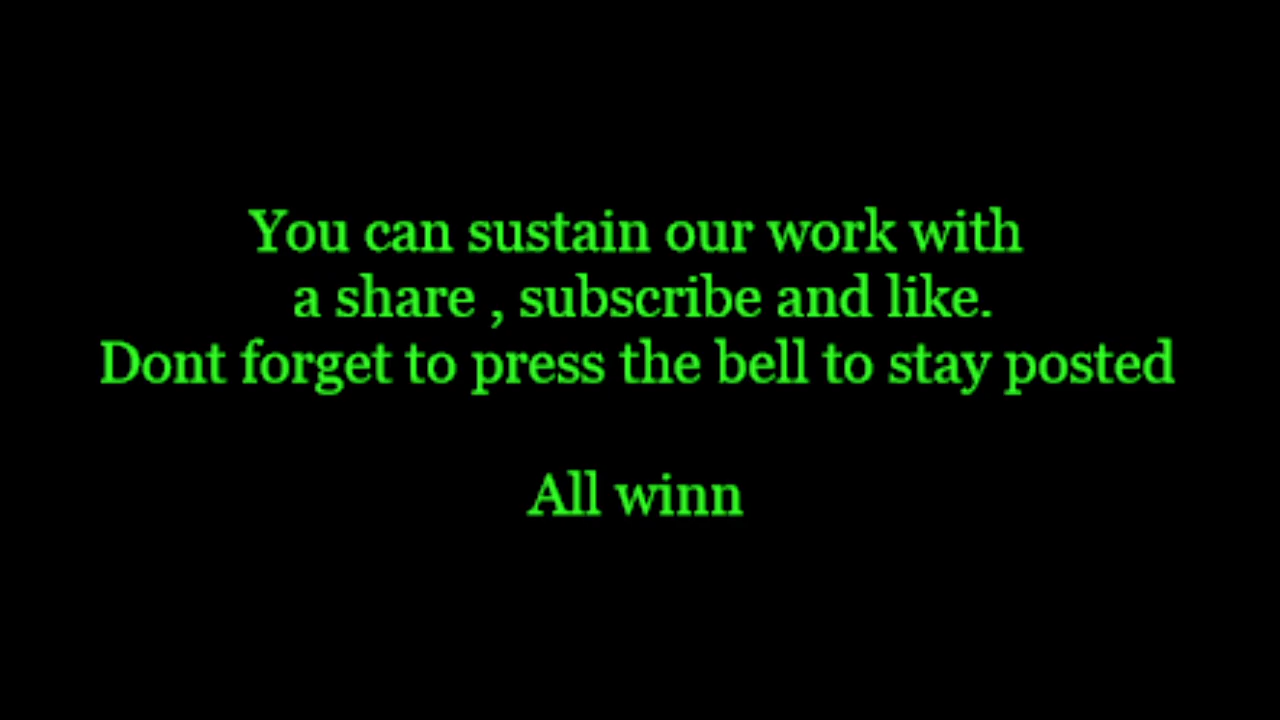 You can sustain our work with
a share , subscribe and like.
Dont forget to press the bell to stay posted
All winn